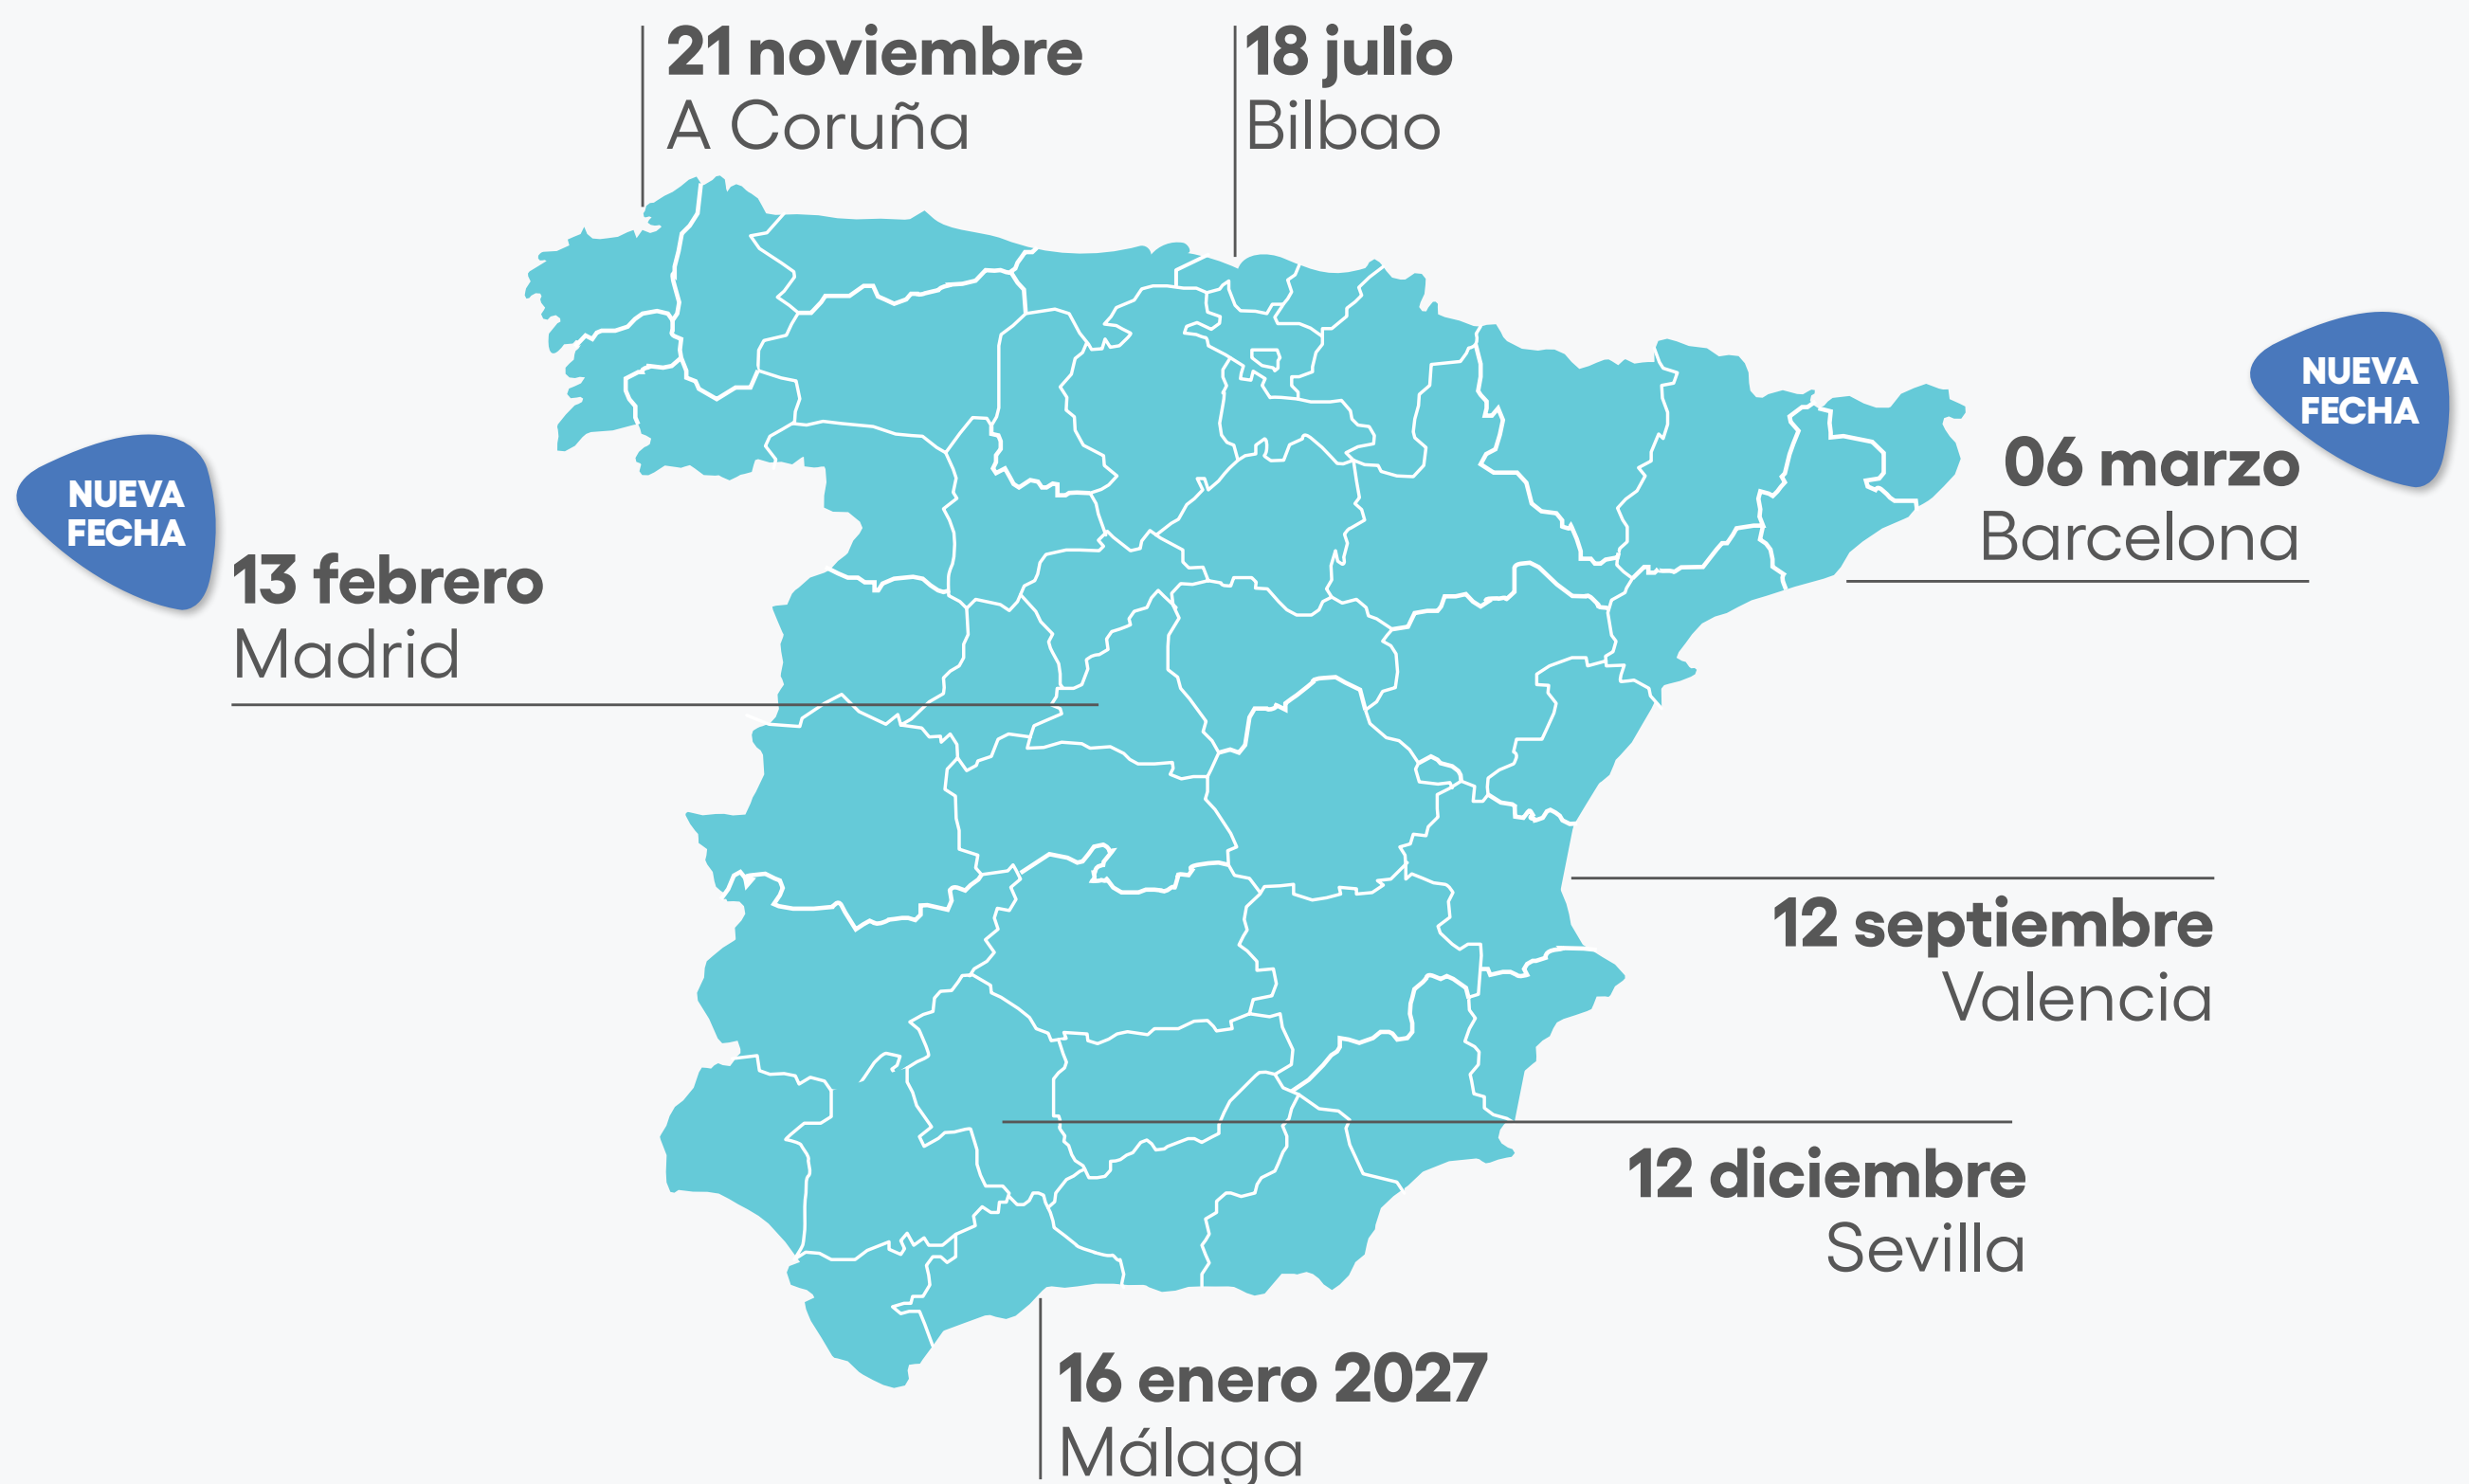 21 noviembre
A Coruña
18 julio
Bilbao
NUEVA
FECHA
06 marzo
Barcelona
NUEVA
FECHA
13 febrero
Madrid
12 septiembre
Valencia
12 diciembre
Sevilla
16 enero 2027
Málaga